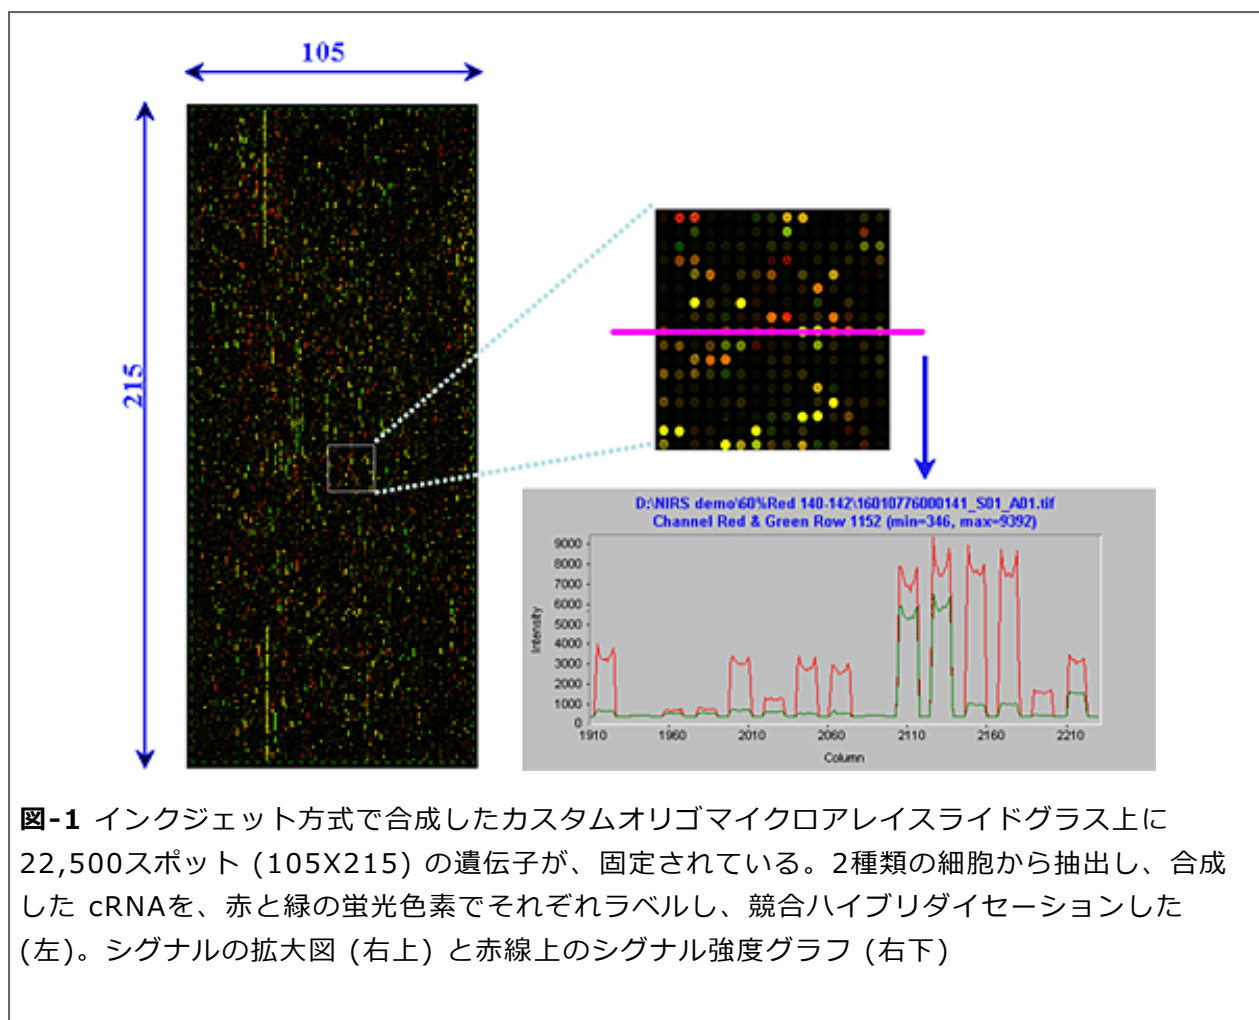 105
215
D:\NIRS demo\60%Red 140-142\16010776000141_S01_A01.tif
Channel Red & Green Row 1152 (min=346, max=9392)
9000
8000
7000
6000
5000
4000
3000
2000
1000
0
Intensity
1910 1960 2010 2060 2110 2160 2210
Column
図-1 インクジェット方式で合成したカスタムオリゴマイクロアレイスライドグラス上に
22,500スポット (105X215) の遺伝子が、固定されている。2種類の細胞から抽出し、合成
した cRNAを、赤と緑の蛍光色素でそれぞれラベルし、競合ハイブリダイセーションした
(左)。シグナルの拡大図 (右上) と赤線上のシグナル強度グラフ (右下)